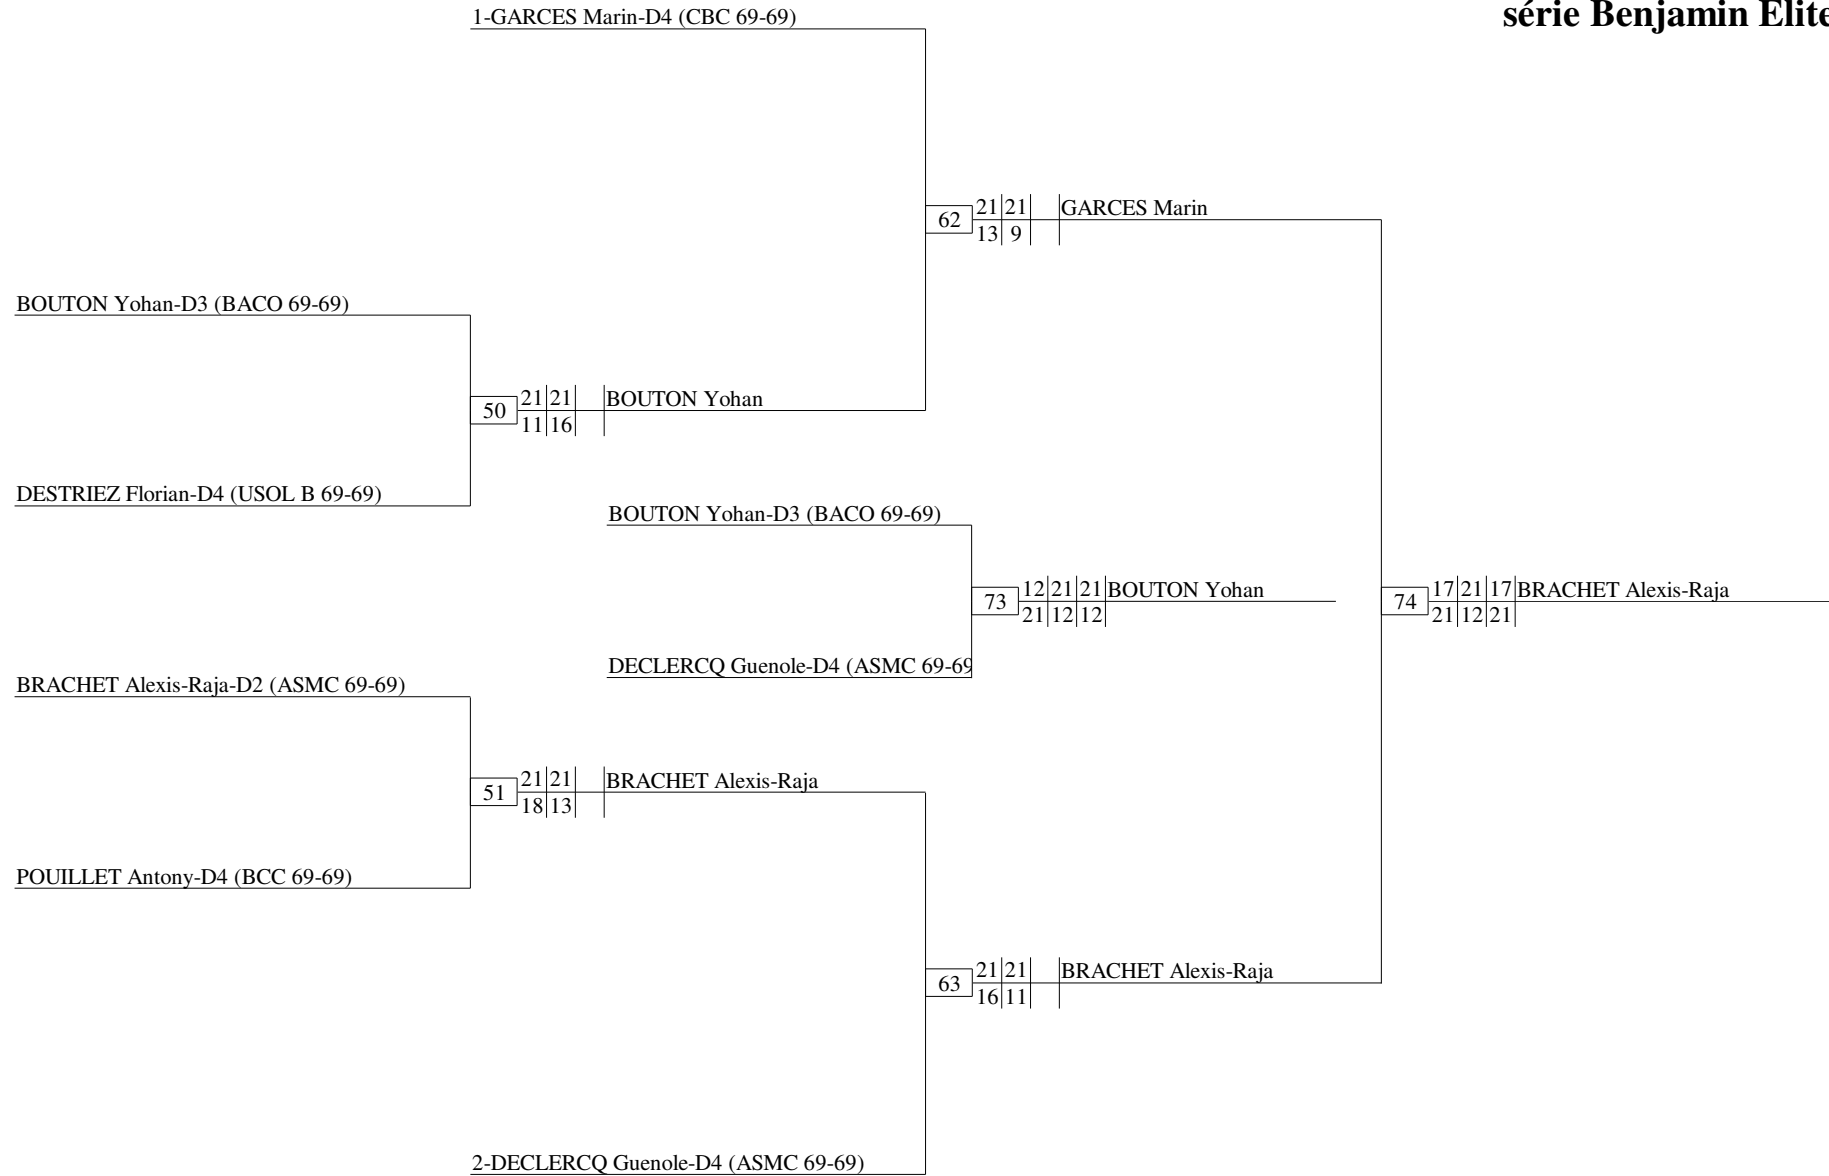 série Benjamin Elite
1-GARCES Marin-D4 (CBC 69-69)
62 21 21 GARCES Marin
13 9
BOUTON Yohan-D3 (BACO 69-69)
50 21 21 BOUTON Yohan
11 16
DESTRIEZ Florian-D4 (USOL B 69-69)
BOUTON Yohan-D3 (BACO 69-69)
73 12 21 21 BOUTON Yohan
21 12 12
74 17 21 17 BRACHET Alexis-Raja
21 12 21
DECLERCQ Guenole-D4 (ASMC 69-69
BRACHET Alexis-Raja-D2 (ASMC 69-69)
51 21 21 BRACHET Alexis-Raja
18 13
POUILLET Antony-D4 (BCC 69-69)
63 21 21 BRACHET Alexis-Raja
16 11
2-DECLERCQ Guenole-D4 (ASMC 69-69)